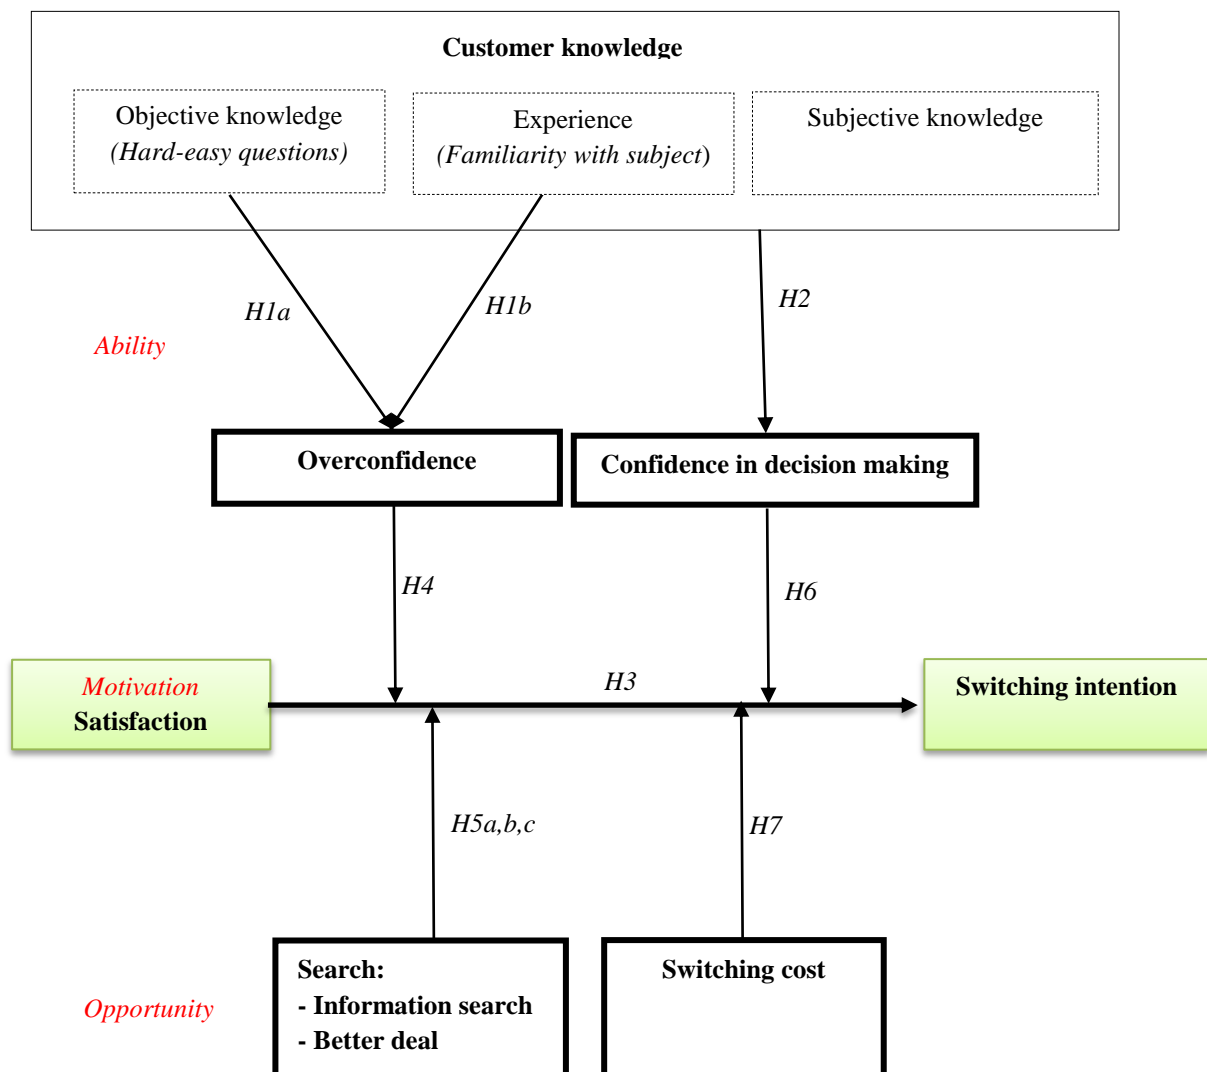 Customer knowledge
Objective knowledge
(Hard-easy questions)
Experience
(Familiarity with subject)
Subjective knowledge
H1a
H1b
H2
Ability
Overconfidence
Confidence in decision making
H4
H6
Motivation
Satisfaction
H3
Switching intention
H5a,b,c
H7
Search:
- Information search
- Better deal
Switching cost
Opportunity